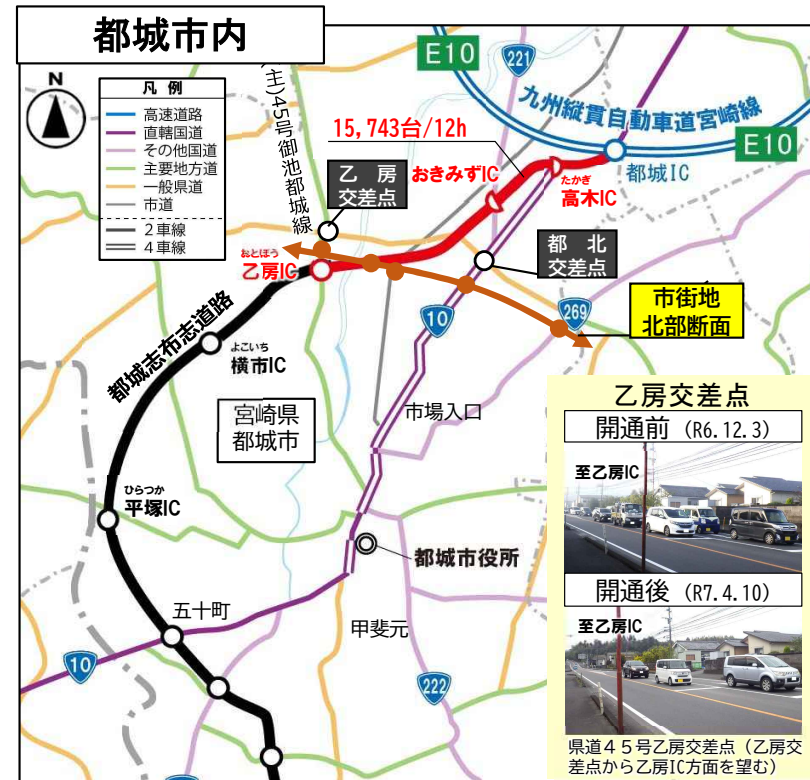 都城市内
N
凡 例
高速道路
直轄国道
その他国道
主要地方道
一般県道
市道
2車線
4車線
(主)45号御池都城線
E10
221
九州縦貫自動車道宮崎線
E10
15,743台/12h
都城IC
乙 房
交差点
おきみずIC
たかぎ
高木IC
都 北
交差点
おとぼう
乙房IC
269
市街地
北部断面
10
都城志布志道路
よこいち
横市IC
宮崎県
都城市
市場入口
ひらつか
平塚IC
都城市役所
五十町
甲斐元
10
222
乙房交差点
開通前 (R6.12.3)
至乙房IC
開通後 (R7.4.10)
至乙房IC
県道45号乙房交差点（乙房交
差点から乙房IC方面を望む）